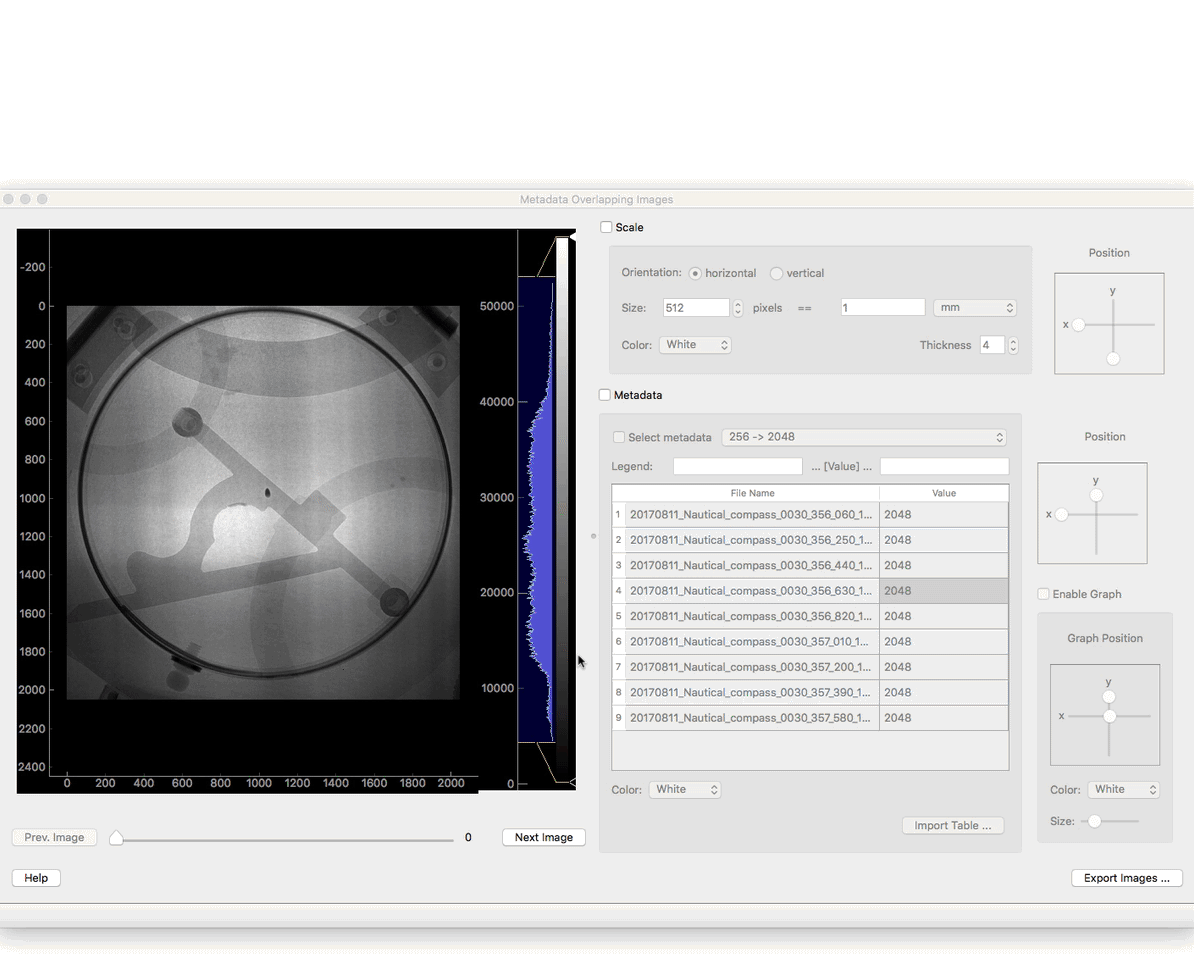 Metadata Overlapping Images
-200
0
200
400
600
800
1000
1200
1400
1600
1800
2000
2200
2400
0 200 400 600 800 1000 1200 1400 1600 1800 2000
50000
40000
30000
20000
10000
0
Prev. Image 0 Next Image
Help
Scale
Orientation: horizontal vertical
Size: 512 pixels == 1 mm
Color: White Thickness 4
Position
y
x
Metadata
Select metadata 256 -> 2048
Legend: ... [Value] ...
File Name Value
1 20170811_Nautical_compass_0030_356_060_1... 2048
2 20170811_Nautical_compass_0030_356_250_1... 2048
3 20170811_Nautical_compass_0030_356_440_1... 2048
4 20170811_Nautical_compass_0030_356_630_1... 2048
5 20170811_Nautical_compass_0030_356_820_1... 2048
6 20170811_Nautical_compass_0030_357_010_1... 2048
7 20170811_Nautical_compass_0030_357_200_1... 2048
8 20170811_Nautical_compass_0030_357_390_1... 2048
9 20170811_Nautical_compass_0030_357_580_1... 2048
Color: White
Import Table ...
Position
y
x
Enable Graph
Graph Position
y
x
Color: White
Size:
Export Images ...